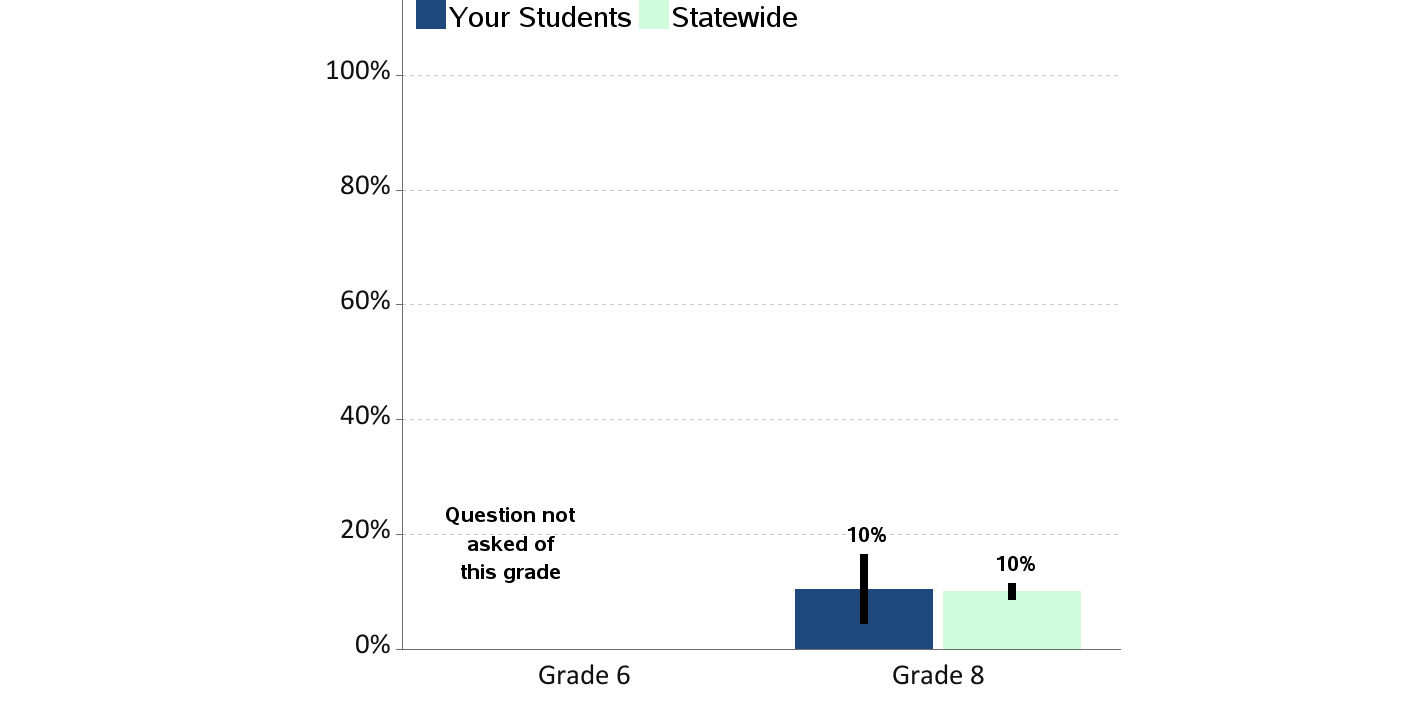 Your Students Statewide
100%
80%
60%
40%
20%
0%
Question not
asked of
this grade
10%
10%
Grade 6 Grade 8